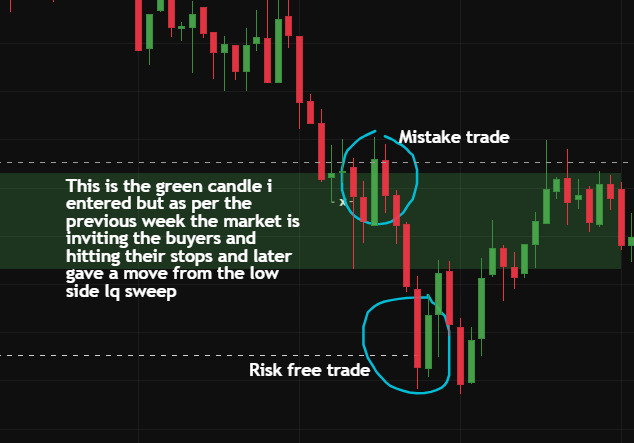 Mistake trade
This is the green candle i
entered but as per the
previous week the market is
inviting the buyers and
hitting their stops and later
gave a move from the low
side lq sweep
x
Risk free trade